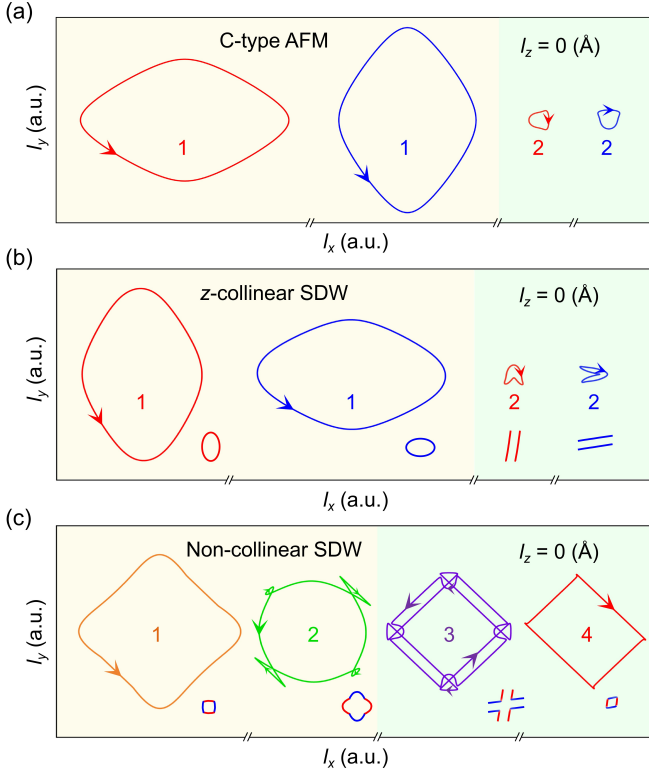 (a)
C-type AFM
l_z = 0 (Å)
1
1
2
2
l_y (a.u.)
l_x (a.u.)
(b)
z-collinear SDW
l_z = 0 (Å)
1
1
2
2
l_y (a.u.)
l_x (a.u.)
(c)
Non-collinear SDW
l_z = 0 (Å)
1
2
3
4
l_y (a.u.)
l_x (a.u.)